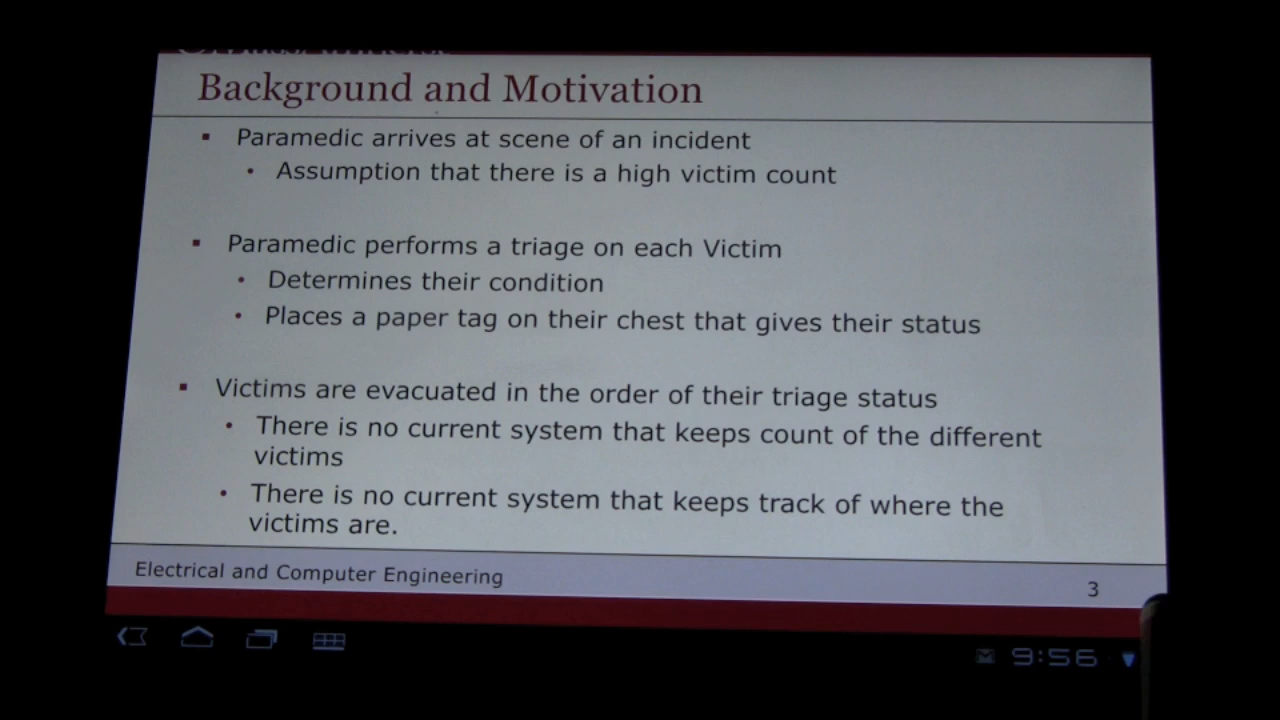 Background and Motivation
Paramedic arrives at scene of an incident
Assumption that there is a high victim count
Paramedic performs a triage on each Victim
Determines their condition
Places a paper tag on their chest that gives their status
Victims are evacuated in the order of their triage status
There is no current system that keeps count of the different
victims
There is no current system that keeps track of where the
victims are.
Electrical and Computer Engineering
3
9:56